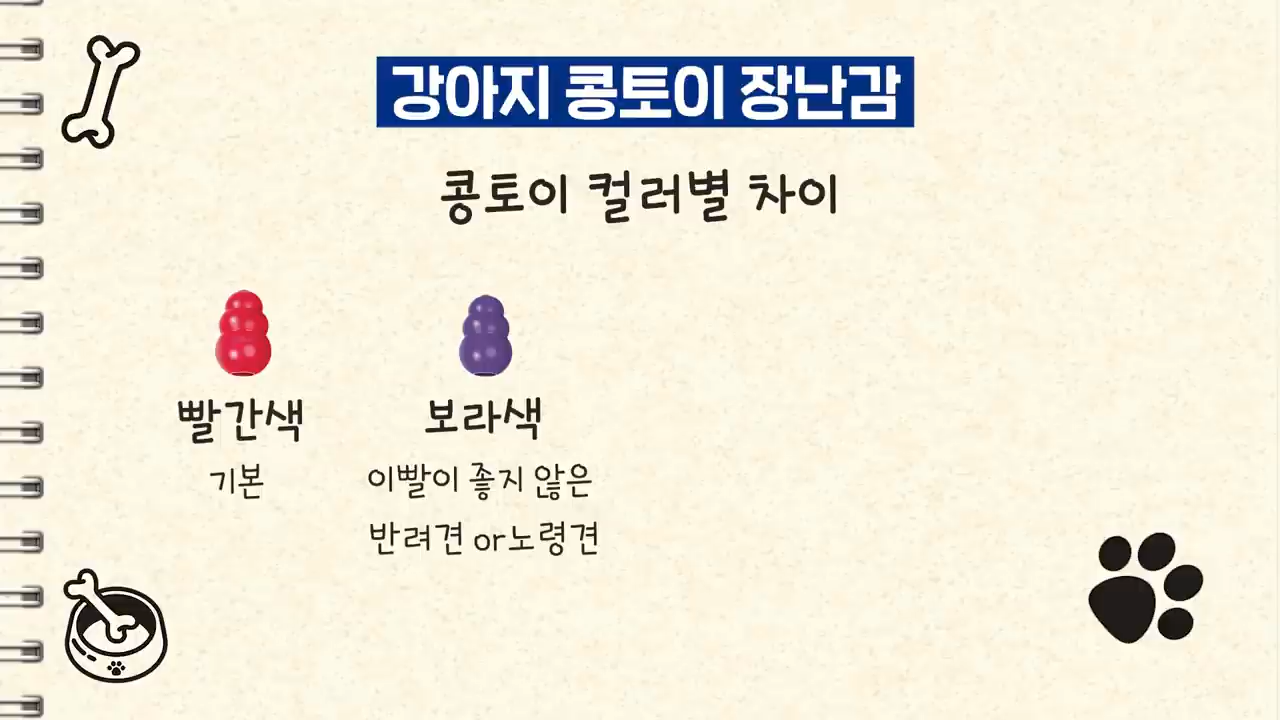 강아지 콩토이 장난감
콩토이 컬러별 차이
빨간색
기본
보라색
이빨이 좋지 않은
반려견 or노령견